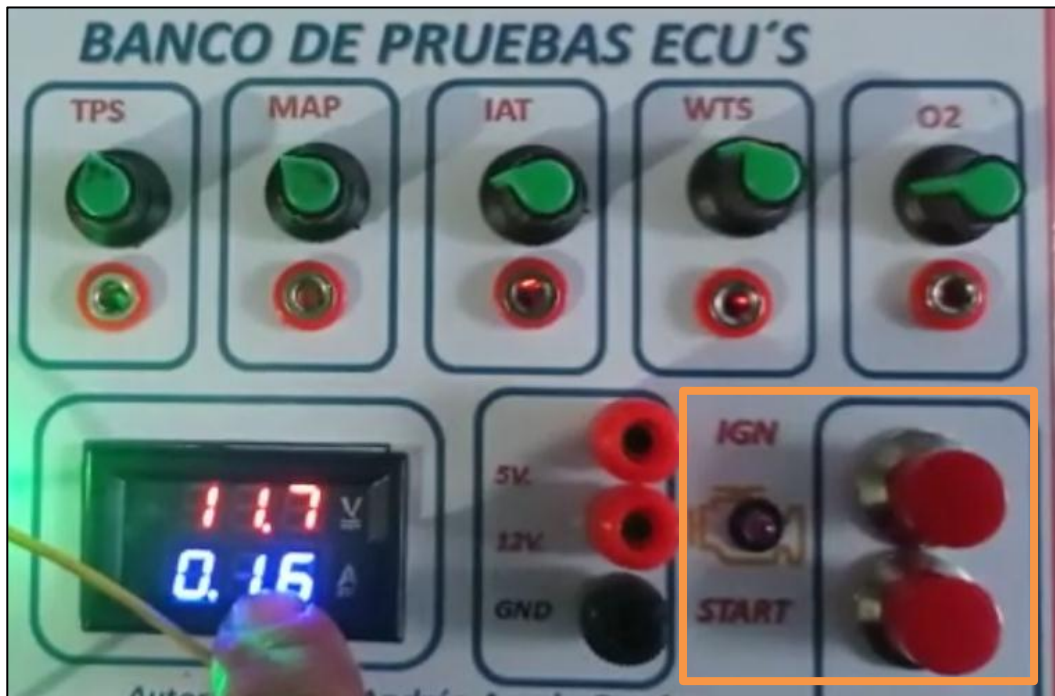 BANCO DE PRUEBAS ECU´S
TPS MAP IAT WTS O2
IGN
11.7 V
5V.
12V.
0.16 A
GND
START